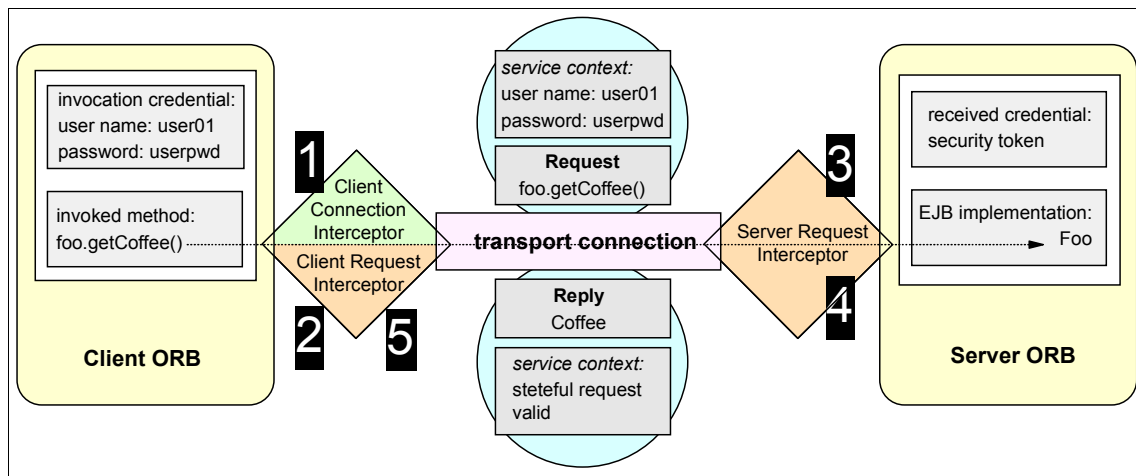 invocation credential:
user name: user01
password: userpwd
invoked method:
foo.getCoffee()
Client ORB
1
Client
Connection
Interceptor
Client Request
Interceptor
2
5
service context:
user name: user01
password: userpwd
Request
foo.getCoffee()
transport connection
Reply
Coffee
service context:
steteful request
valid
3
Server Request
Interceptor
4
received credential:
security token
EJB implementation:
Foo
Server ORB